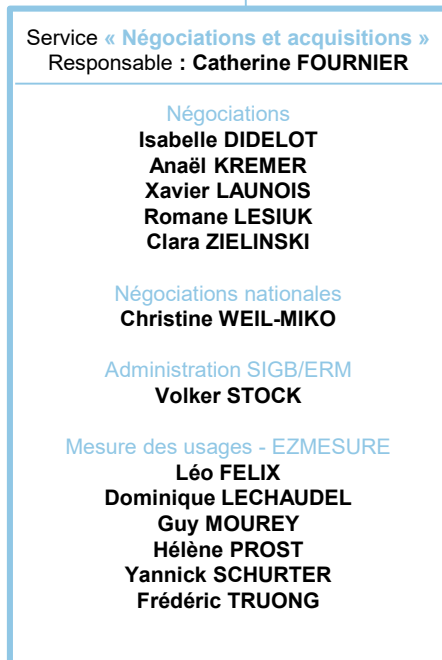 Service « Négociations et acquisitions »
Responsable : Catherine FOURNIER
Négociations
Isabelle DIDELOT
Anaël KREMER
Xavier LAUNOIS
Romane LESIUK
Clara ZIELINSKI
Négociations nationales
Christine WEIL-MIKO
Administration SIGB/ERM
Volker STOCK
Mesure des usages - EZMESURE
Léo FELIX
Dominique LECHAUDEL
Guy MOUREY
Hélène PROST
Yannick SCHURTER
Frédéric TRUONG